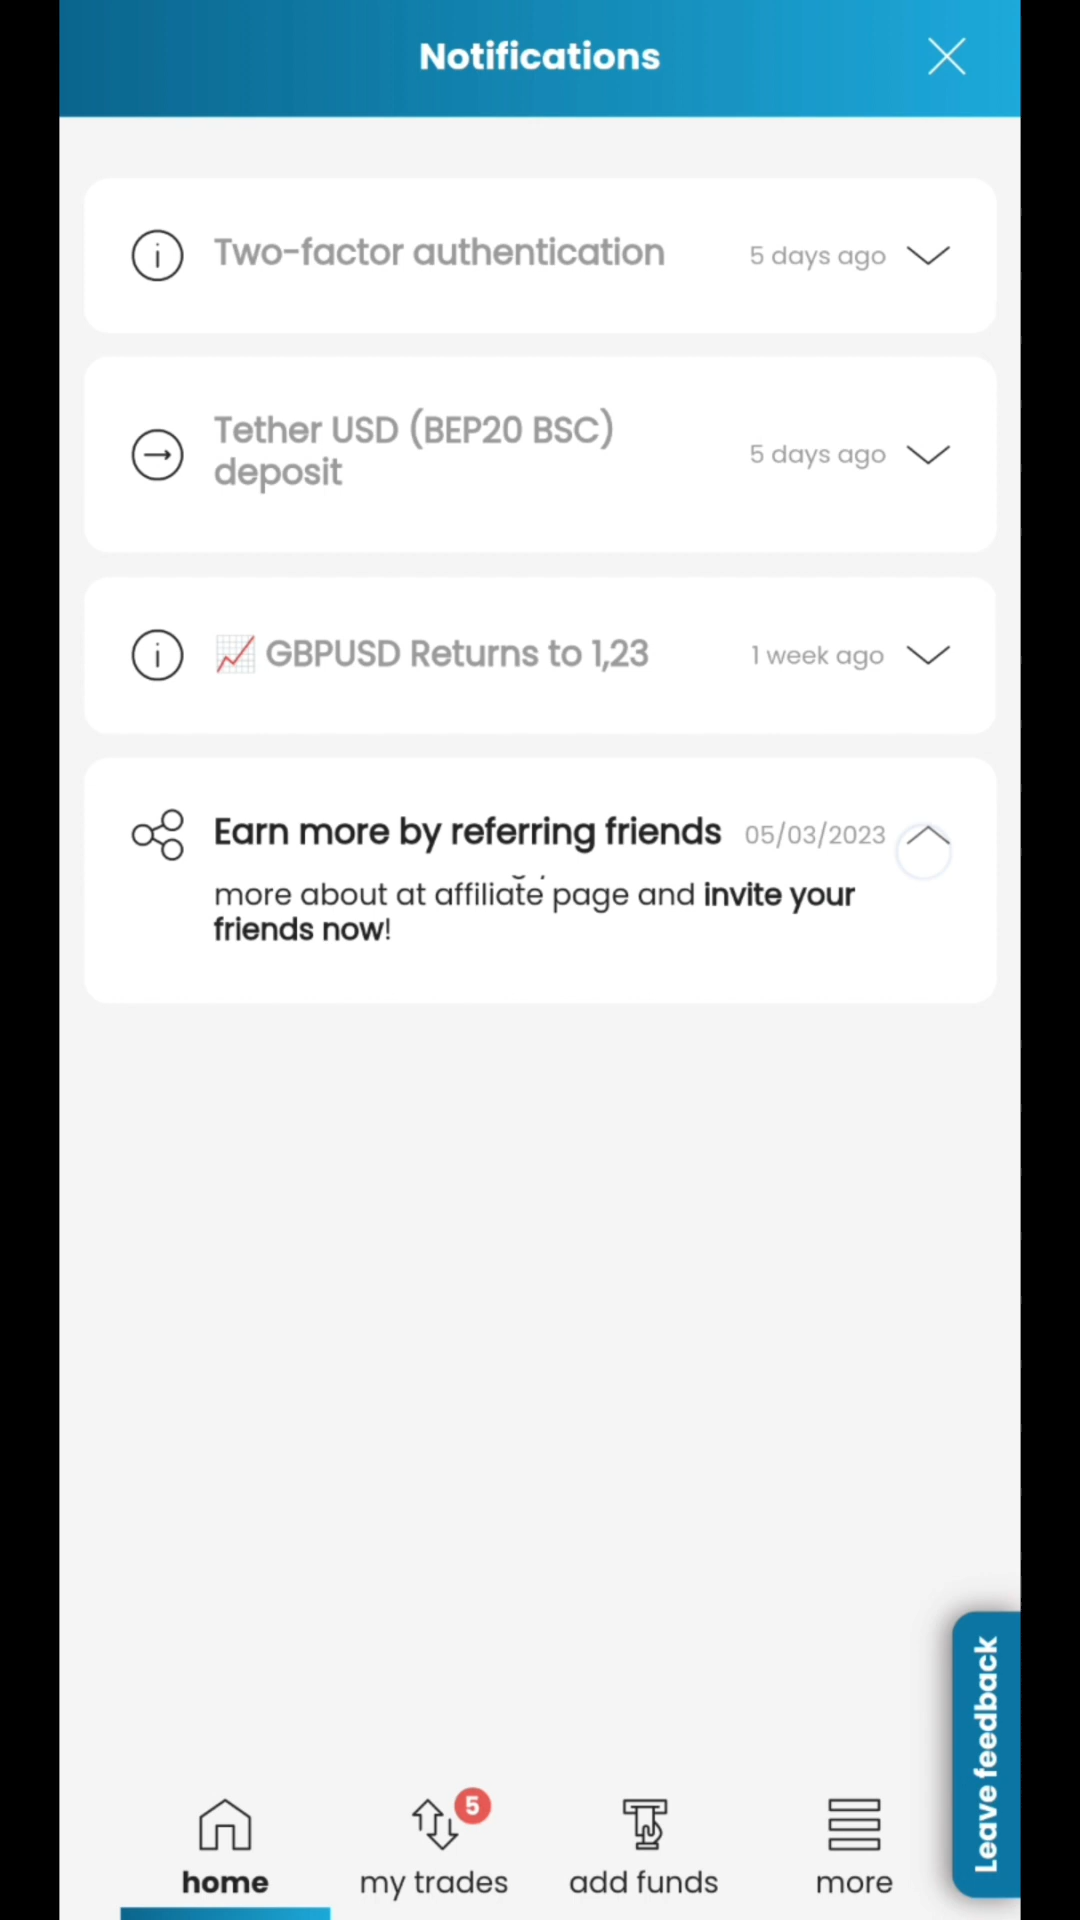 Notifications
Two-factor authentication
5 days ago
Tether USD (BEP20 BSC)
deposit
5 days ago
GBPUSD Returns to 1,23
1 week ago
Earn more by referring friends
05/03/2023
more about at affiliate page and invite your
friends now!
Leave feedback
5
home
my trades
add funds
more